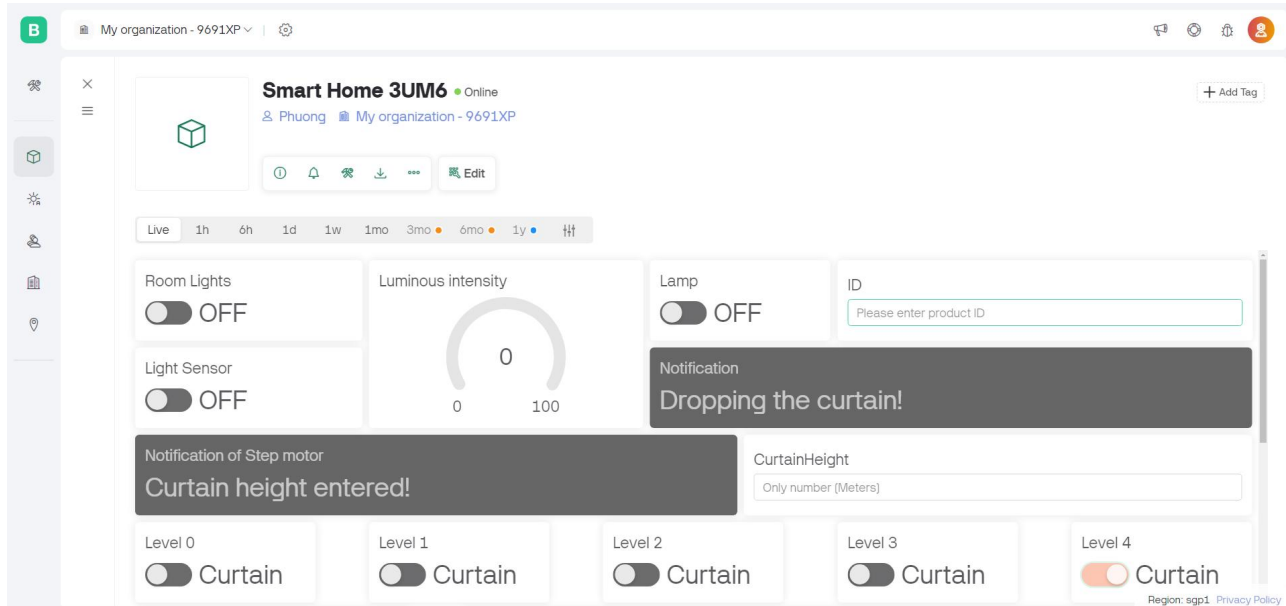 B
My organization - 9691XP
Smart Home 3UM6 Online
Add Tag
Phuong My organization - 9691XP
Edit
Live 1h 6h 1d 1w 1mo 3mo 6mo 1y
Room Lights
OFF
Luminous intensity
0
0 100
Lamp
OFF
ID
Please enter product ID
Light Sensor
OFF
Notification
Dropping the curtain!
Notification of Step motor
Curtain height entered!
CurtainHeight
Only number (Meters)
Level 0
Curtain
Level 1
Curtain
Level 2
Curtain
Level 3
Curtain
Level 4
Curtain
Region: sgp1 Privacy Policy